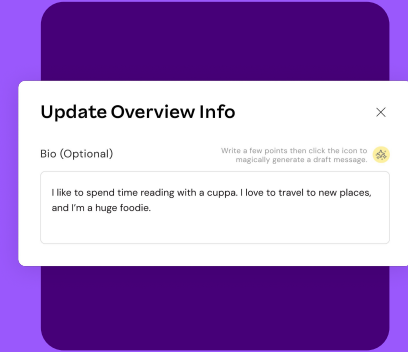 Update Overview Info
Bio (Optional)
Write a few points then click the icon to
magically generate a draft message.
I like to spend time reading with a cuppa. I love to travel to new places,
and I'm a huge foodie.